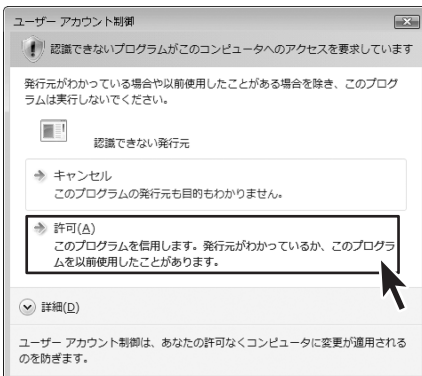 ユーザー アカウント制御
認識できないプログラムがこのコンピュータへのアクセスを要求しています
発行元がわかっている場合や以前使用したことがある場合を除き、このプログ
ラムは実行しないでください。
認識できない発行元
キャンセル
このプログラムの発行元も目的もわかりません。
許可(A)
このプログラムを信用します。発行元がわかっているか、このプログラ
ムを以前使用したことがあります。
詳細(D)
ユーザー アカウント制御は、あなたの許可なくコンピュータに変更が適用される
のを防ぎます。